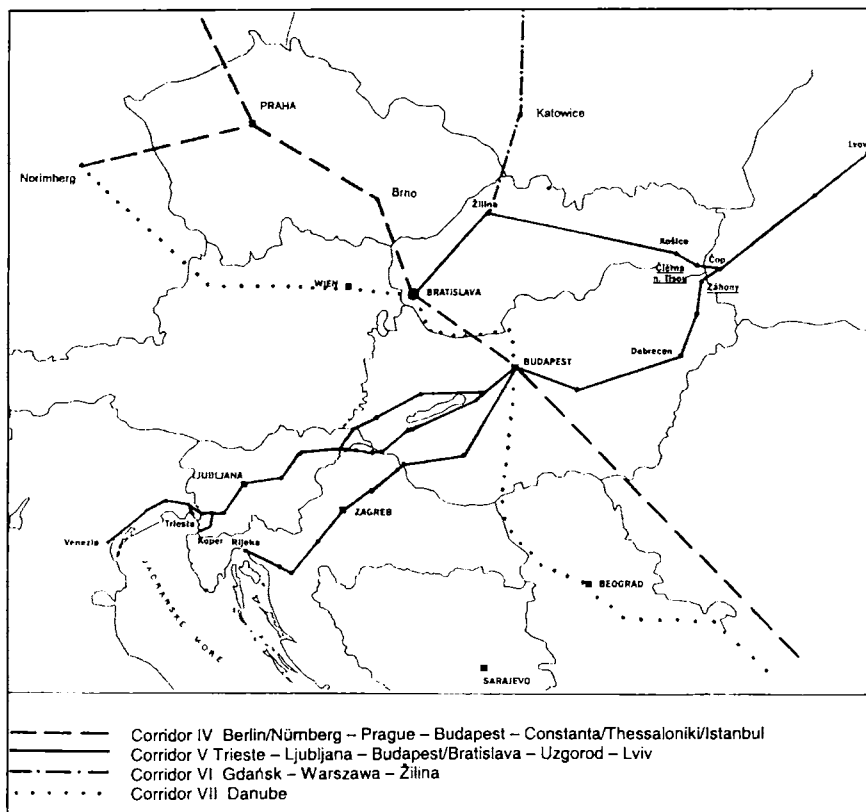 PRAHA
Katowice
Lvov
Norimberg
Brno
Žilina
Košice
Čop
Čierna
n. Tisou
Záhony
WIEN
BRATISLAVA
Debrecen
BUDAPEST
LJUBLJANA
ZAGREB
Trieste
Koper
Rijeka
Venezia
JADRANSKE MORE
BEOGRAD
SARAJEVO
Corridor IV Berlin/Nürnberg – Prague – Budapest – Constanta/Thessaloniki/Istanbul
Corridor V Trieste – Ljubljana – Budapest/Bratislava – Uzgorod – Lviv
Corridor VI Gdańsk – Warszawa – Žilina
Corridor VII Danube